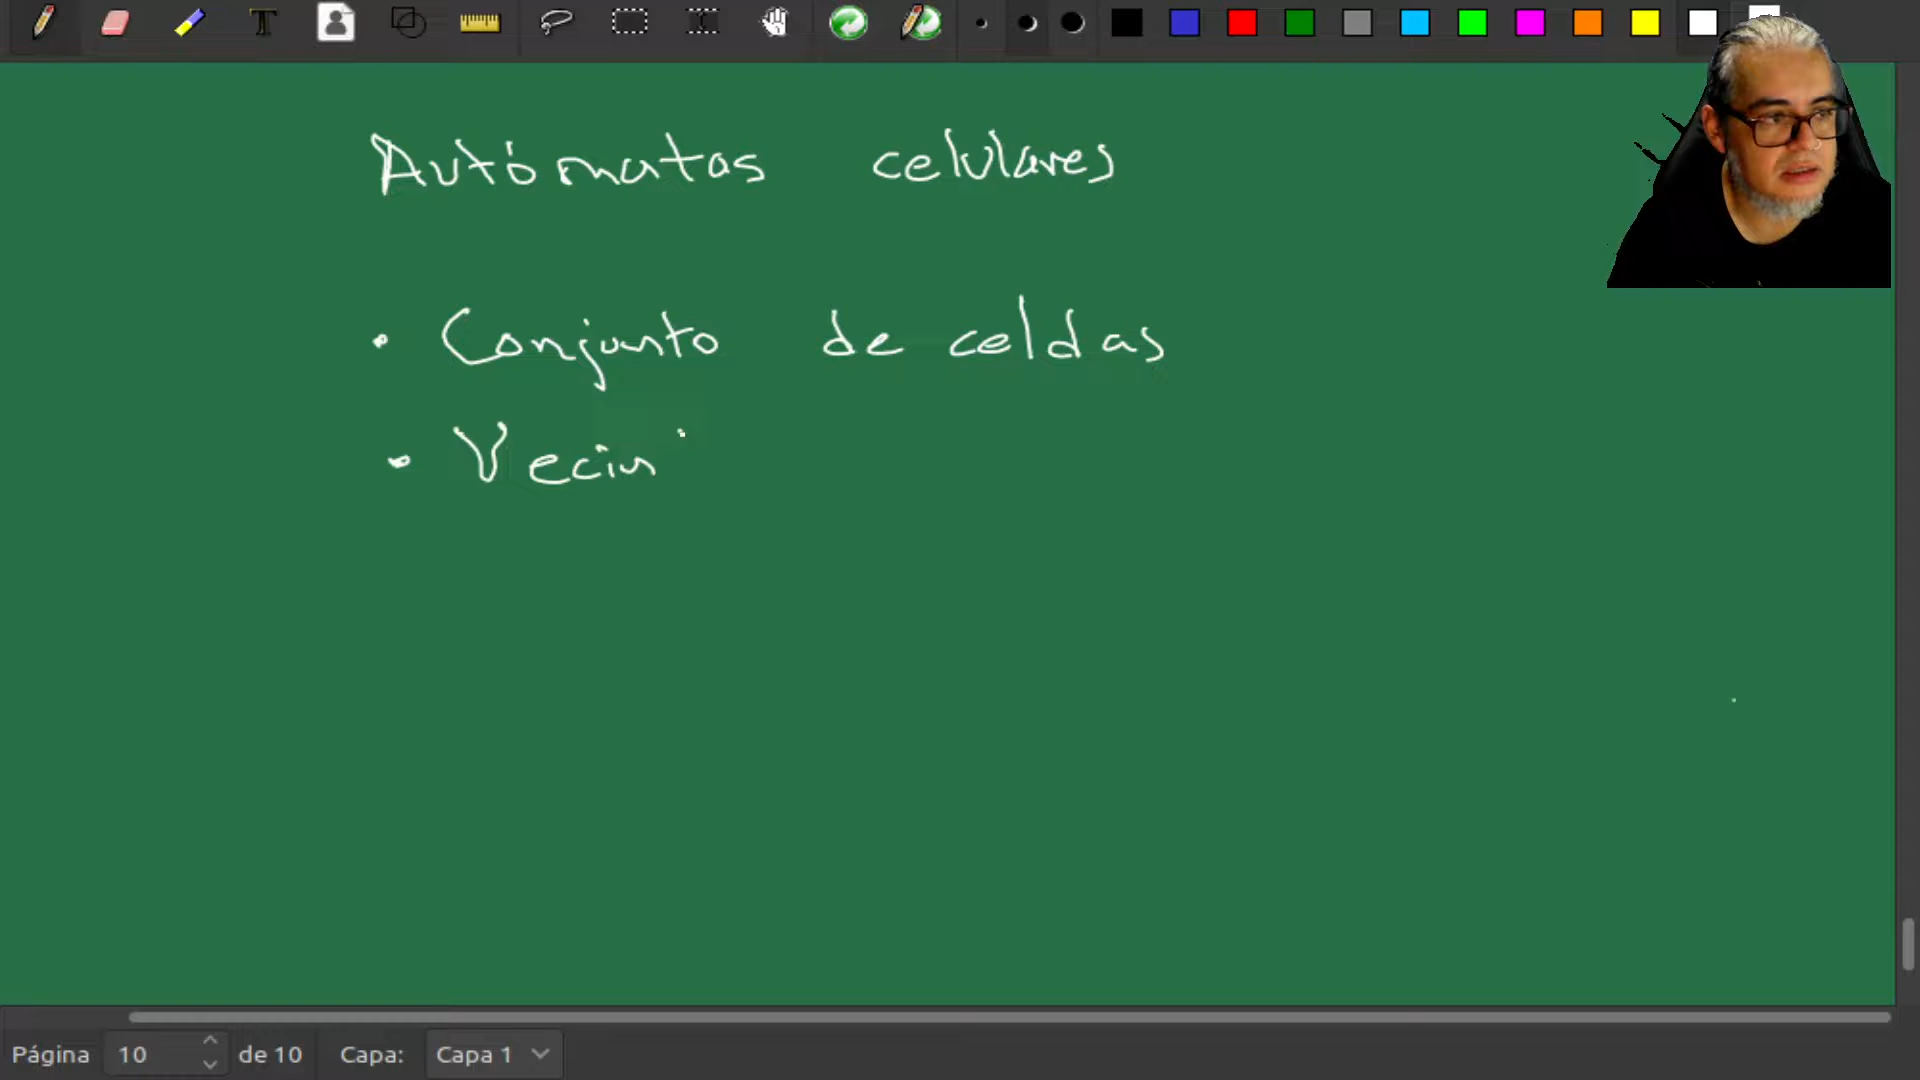 T
Autómatas celulares
• Conjunto de celdas
• Vecin
Página 10 de 10 Capa: Capa 1